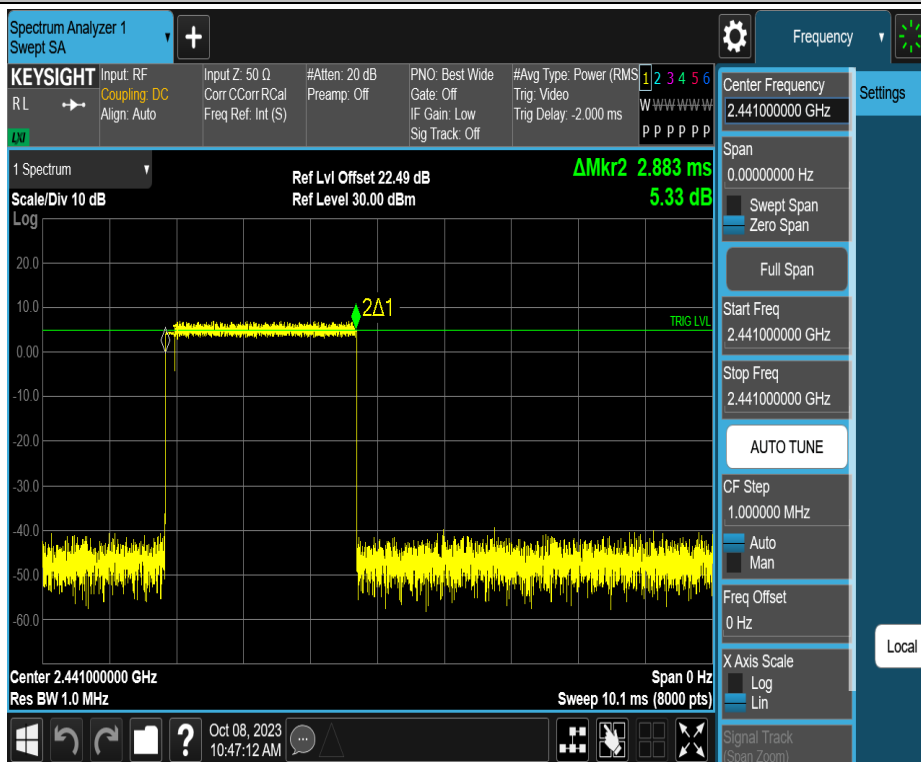 Spectrum Analyzer 1
Swept SA
+
Frequency
KEYSIGHT
R L
LXI
Input: RF
Coupling: DC
Align: Auto
Input Z: 50 Ω
Corr CCorr RCal
Freq Ref: Int (S)
#Atten: 20 dB
Preamp: Off
PNO: Best Wide
Gate: Off
IF Gain: Low
Sig Track: Off
#Avg Type: Power (RMS
Trig: Video
Trig Delay: -2.000 ms
1 2 3 4 5 6
W W W W W W
P P P P P P
1 Spectrum
Scale/Div 10 dB
Log
Ref Lvl Offset 22.49 dB
Ref Level 30.00 dBm
ΔMkr2 2.883 ms
5.33 dB
20.0
10.0
0.00
-10.0
-20.0
-30.0
-40.0
-50.0
-60.0
2Δ1
TRIG LVL
Center 2.441000000 GHz
Res BW 1.0 MHz
Span 0 Hz
Sweep 10.1 ms (8000 pts)
Center Frequency
2.441000000 GHz
Span
0.00000000 Hz
Swept Span
Zero Span
Full Span
Start Freq
2.441000000 GHz
Stop Freq
2.441000000 GHz
AUTO TUNE
CF Step
1.000000 MHz
Auto
Man
Freq Offset
0 Hz
X Axis Scale
Log
Lin
Signal Track
(Span Zoom)
Settings
Local
?
Oct 08, 2023
10:47:12 AM